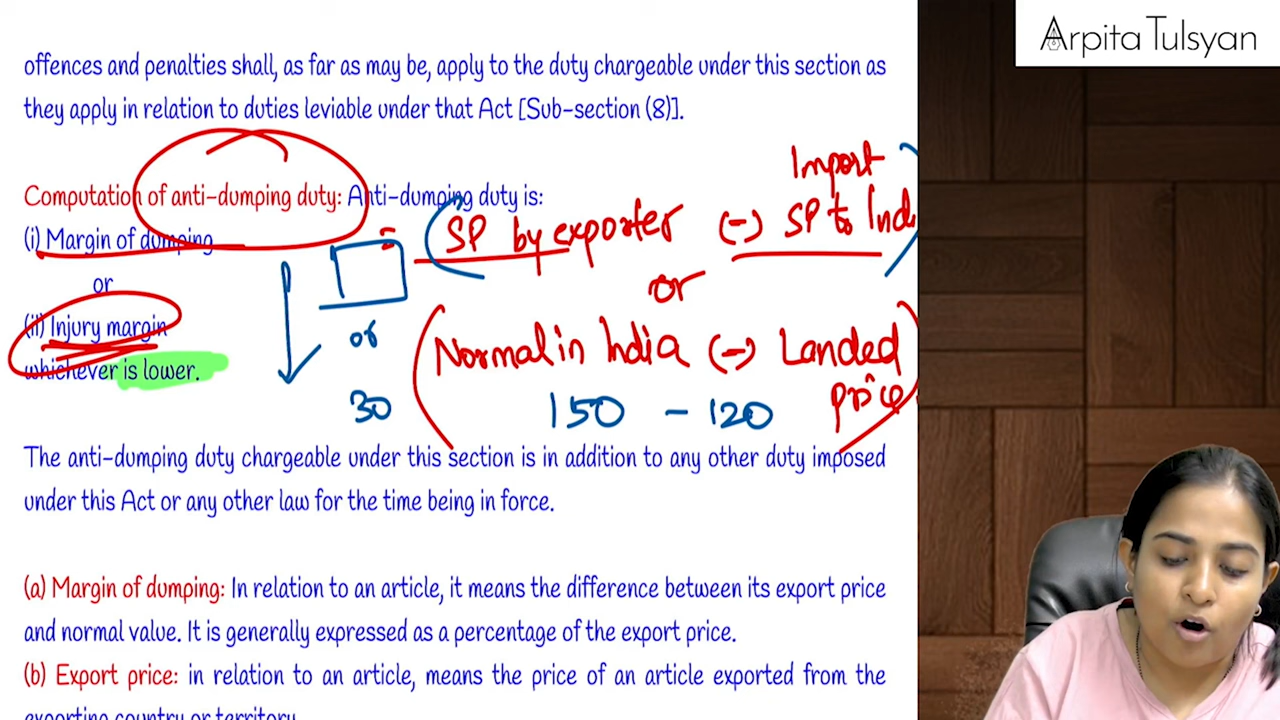 Arpita Tulsyan
offences and penalties shall, as far as may be, apply to the duty chargeable under this section as
they apply in relation to duties leviable under that Act [Sub-section (8)].
Import
Computation of anti-dumping duty: Anti-dumping duty is:
SP by exporter (-) SP to Ind
(i) Margin of dumping
or
or
(ii) Injury margin
or
Normal in India (-) Landed
price
whichever is lower.
30
150 - 120
The anti-dumping duty chargeable under this section is in addition to any other duty imposed
under this Act or any other law for the time being in force.
(a) Margin of dumping: In relation to an article, it means the difference between its export price
and normal value. It is generally expressed as a percentage of the export price.
(b) Export price: in relation to an article, means the price of an article exported from the
exporting country or territory